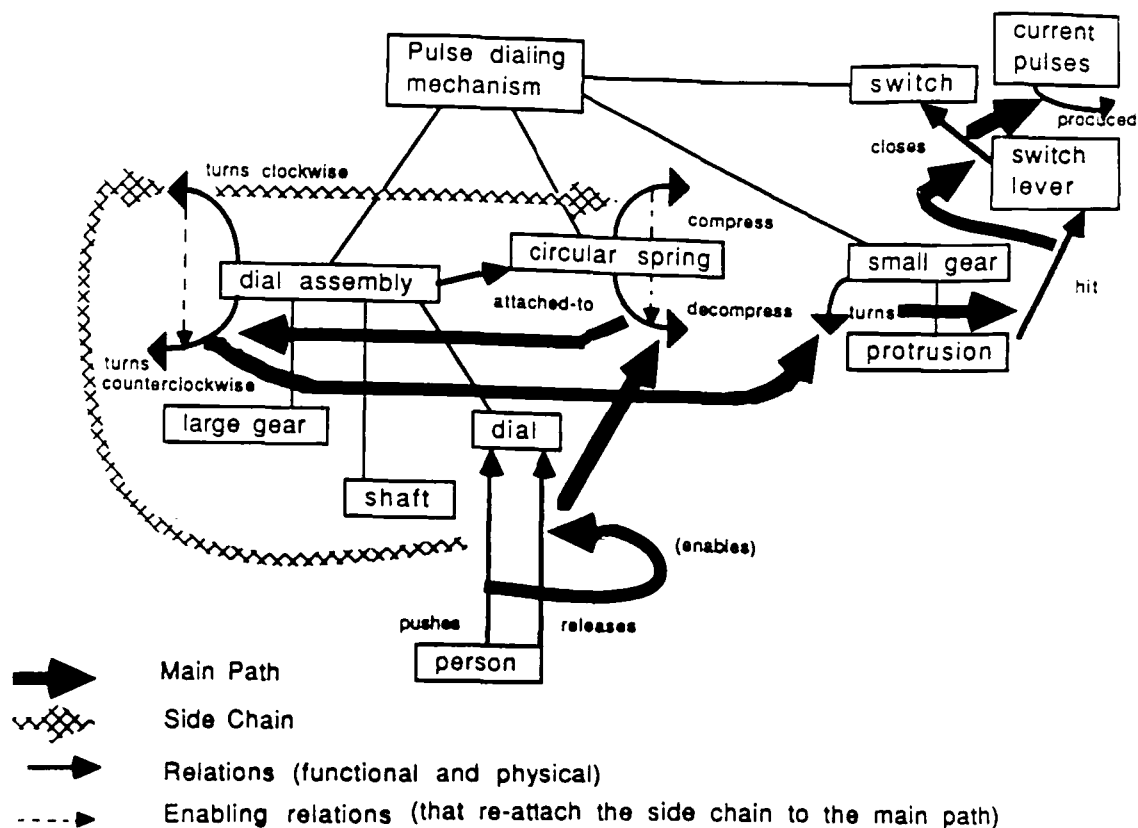 Pulse dialing
mechanism
switch
current
pulses
produced
closes
switch
lever
turns clockwise
compress
circular spring
small gear
dial assembly
attached-to
decompress
turns
hit
protrusion
turns
counterclockwise
large gear
dial
shaft
(enables)
pushes
releases
person
Main Path
Side Chain
Relations (functional and physical)
Enabling relations (that re-attach the side chain to the main path)